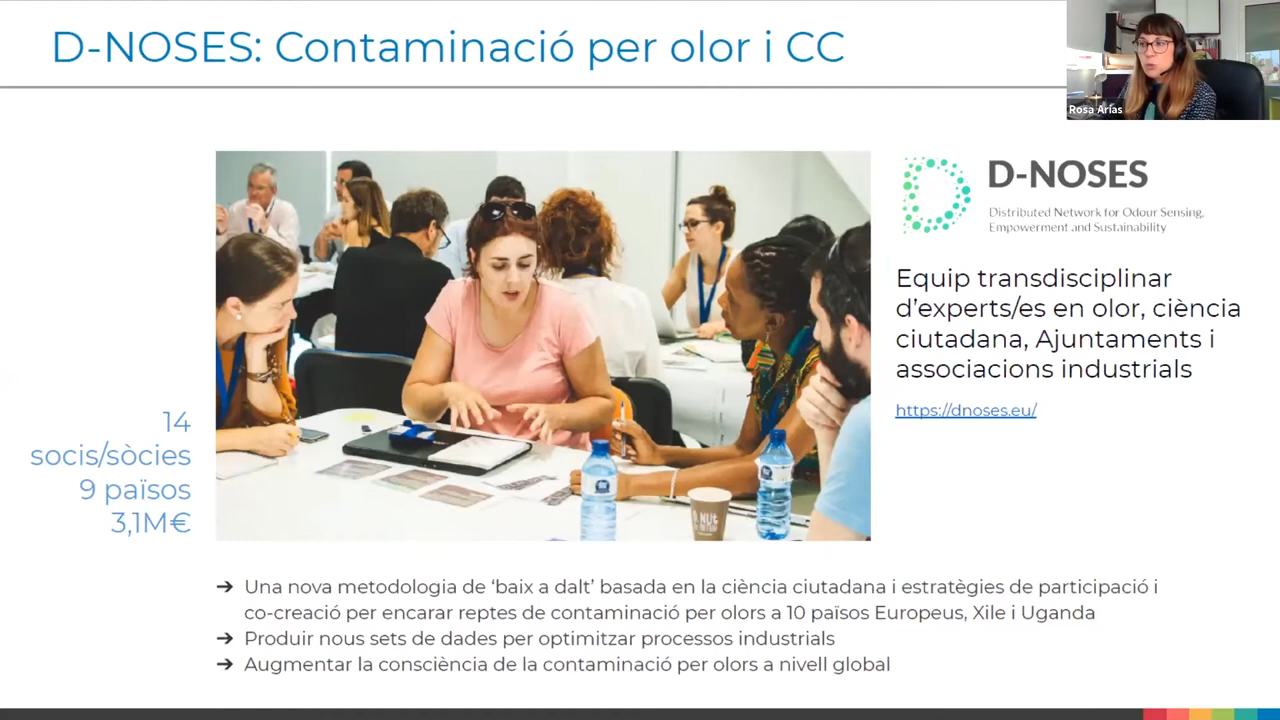 D-NOSES: Contaminació per olor i CC
Rosa Arias
D-NOSES
Distributed Network for Odour Sensing,
Empowerment and Sustainability
Equip transdisciplinar
d’experts/es en olor, ciència
ciutadana, Ajuntaments i
associacions industrials
https://dnoses.eu/
14
socis/sòcies
9 països
3,1M€
➔ Una nova metodologia de ‘baix a dalt’ basada en la ciència ciutadana i estratègies de participació i
co-creació per encarar reptes de contaminació per olors a 10 països Europeus, Xile i Uganda
➔ Produir nous sets de dades per optimitzar processos industrials
➔ Augmentar la consciència de la contaminació per olors a nivell global